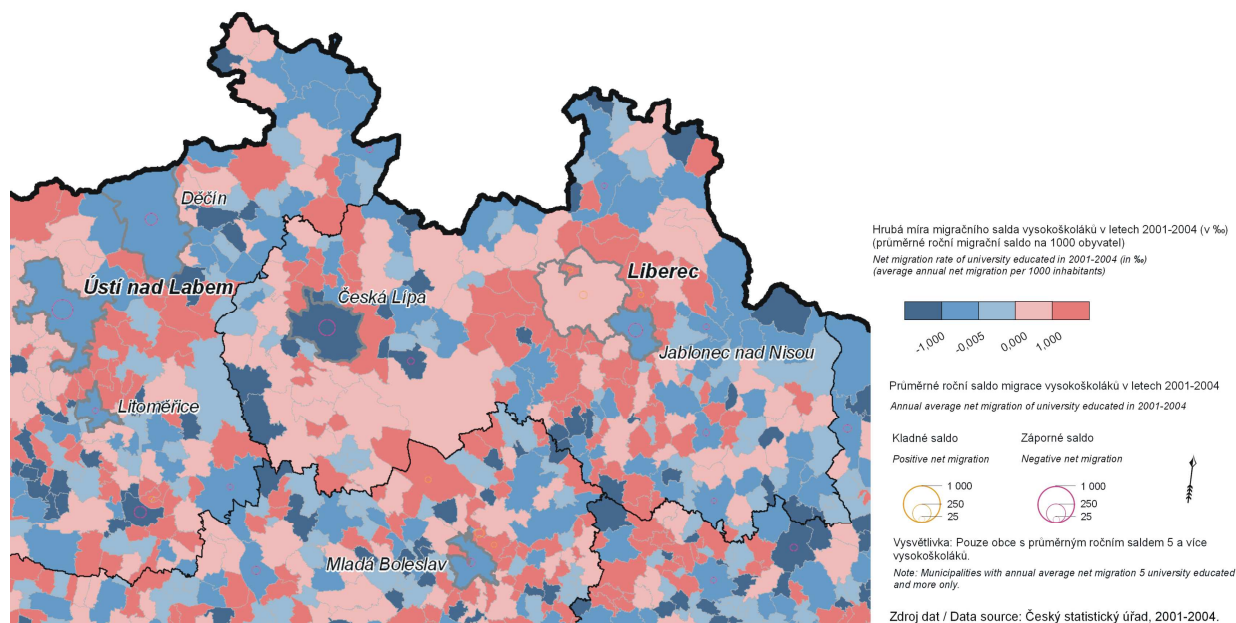 Děčín
Ústí nad Labem
Česká Lípa
Liberec
Jablonec nad Nisou
Litoměřice
Mladá Boleslav
Hrubá míra migračního salda vysokoškoláků v letech 2001-2004 (v ‰)
(průměrné roční migrační saldo na 1000 obyvatel)
Net migration rate of university educated in 2001-2004 (in ‰)
(average annual net migration per 1000 inhabitants)
-1,000 -0,005 0,000 1,000
Průměrné roční saldo migrace vysokoškoláků v letech 2001-2004
Annual average net migration of university educated in 2001-2004
Kladné saldo
Positive net migration
1 000
250
25
Záporné saldo
Negative net migration
1 000
250
25
Vysvětlivka: Pouze obce s průměrným ročním saldem 5 a více
vysokoškoláků.
Note: Municipalities with annual average net migration 5 university educated
and more only.
Zdroj dat / Data source: Český statistický úřad, 2001-2004.